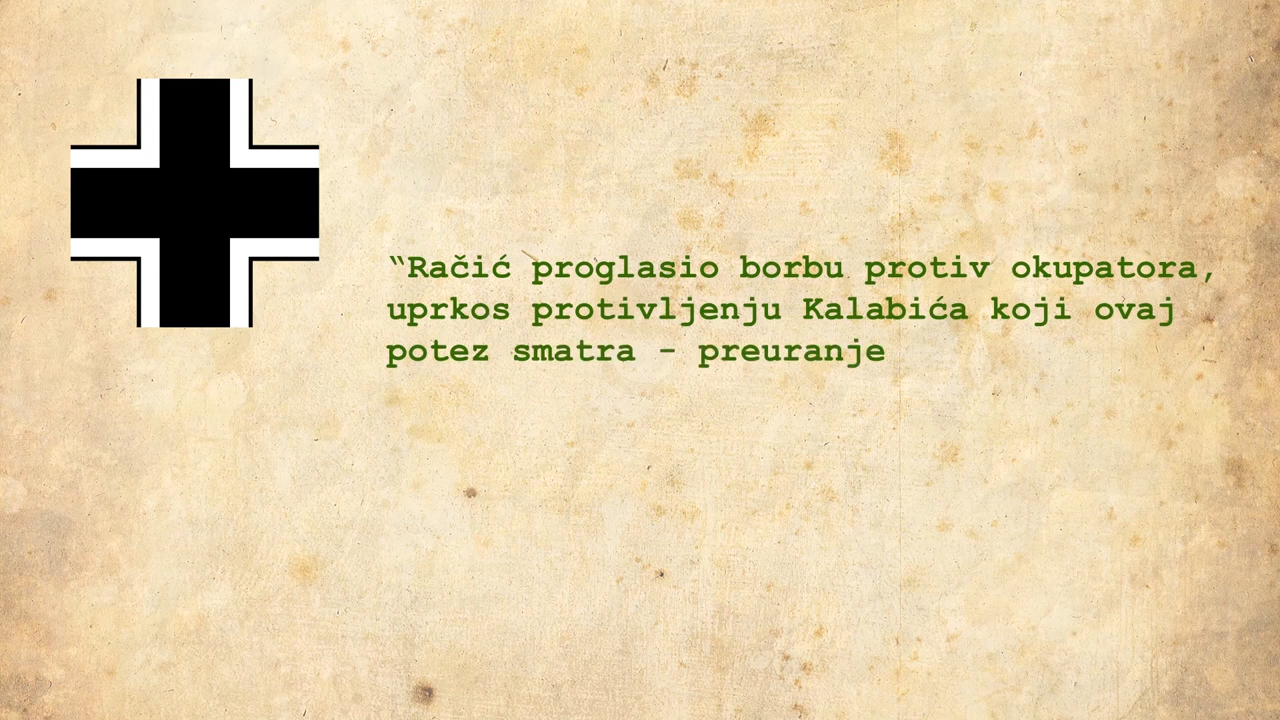 “Račić proglasio borbu protiv okupatora,
uprkos protivljenju Kalabića koji ovaj
potez smatra - preuranje